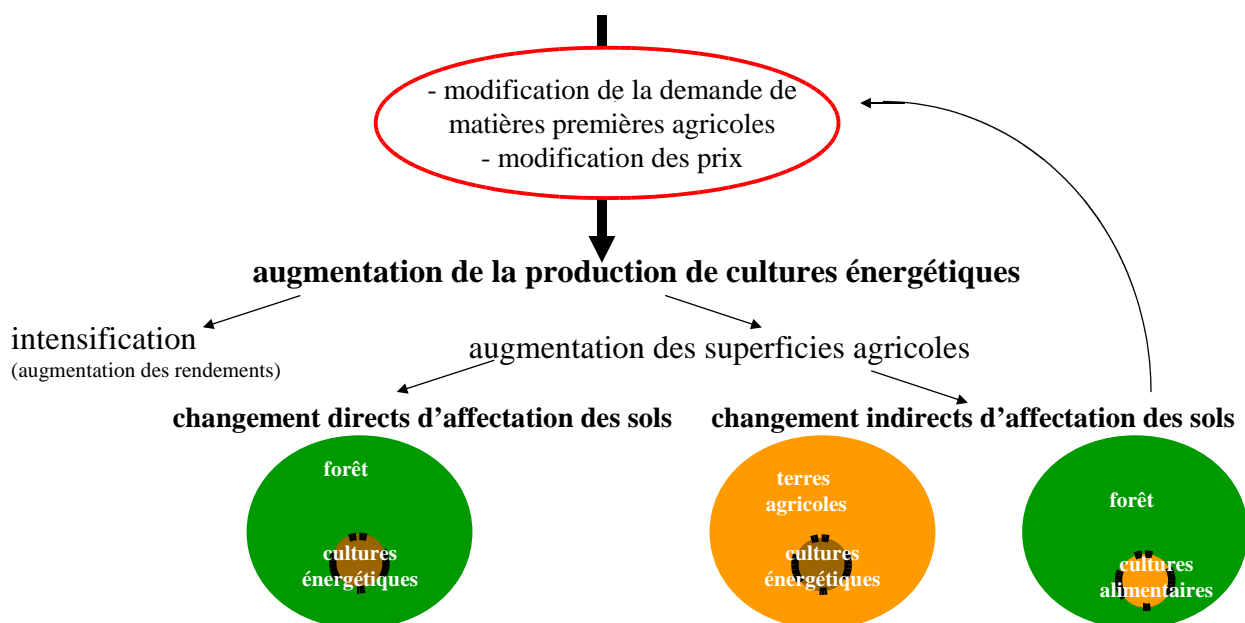 - modification de la demande de
matières premières agricoles
- modification des prix
augmentation de la production de cultures énergétiques
intensification
(augmentation des rendements)
augmentation des superficies agricoles
changement directs d'affectation des sols
changement indirects d'affectation des sols
forêt
cultures
énergétiques
terres
agricoles
cultures
énergétiques
forêt
cultures
alimentaires